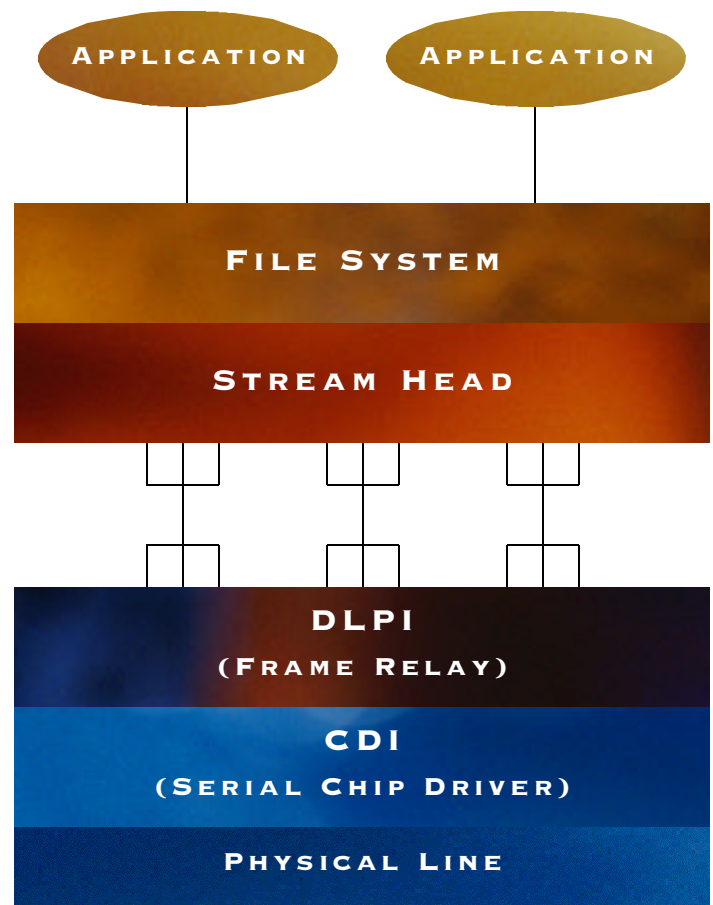 Application
Application
File System
Stream Head
DLPI
(Frame Relay)
CDI
(Serial Chip Driver)
Physical Line